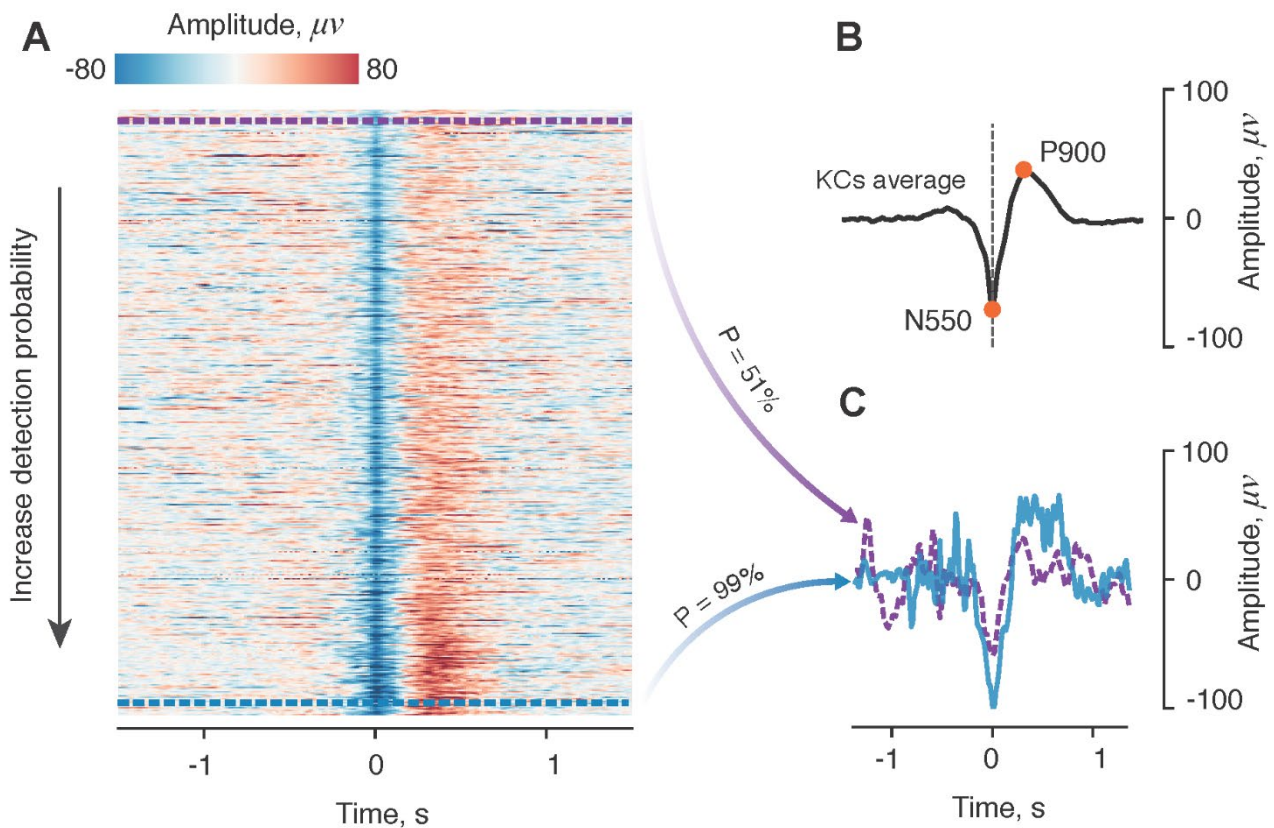 A
Amplitude, μv
-80
80
Increase detection probability
-1
0
1
Time, s
P = 51%
P = 99%
B
KCs average
P900
N550
100
0
-100
Amplitude, μv
C
100
0
-100
Amplitude, μv
-1
0
1
Time, s